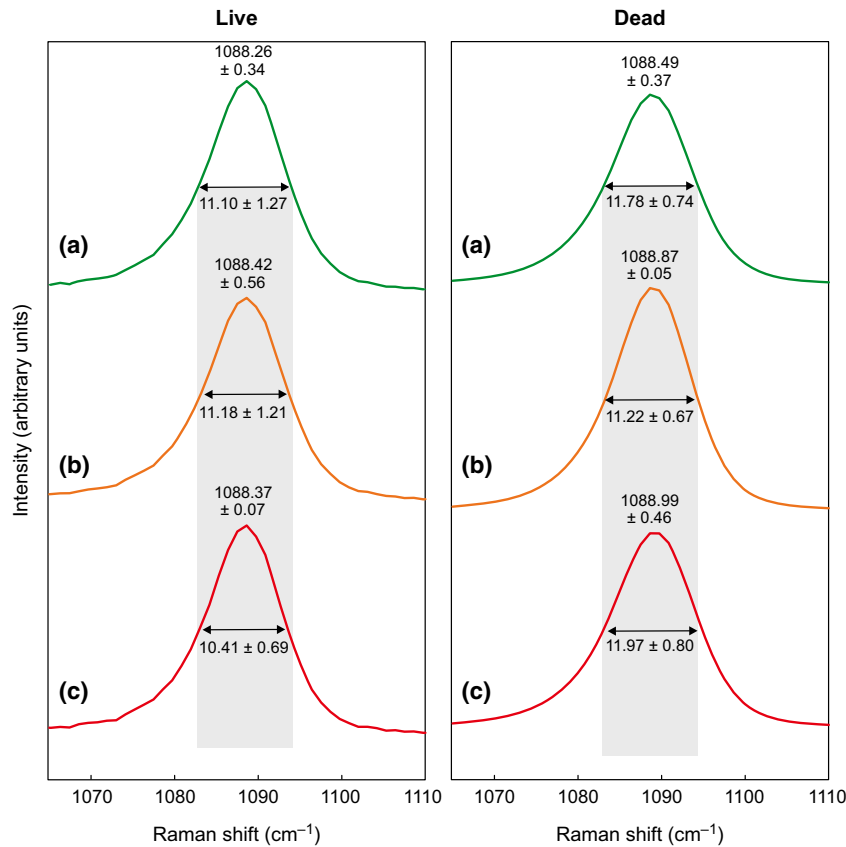 Live
1088.26
± 0.34
11.10 ± 1.27
(a)
1088.42
± 0.56
11.18 ± 1.21
(b)
1088.37
± 0.07
10.41 ± 0.69
(c)
1070 1080 1090 1100 1110
Raman shift (cm⁻¹)
Intensity (arbitrary units)
Dead
1088.49
± 0.37
11.78 ± 0.74
(a)
1088.87
± 0.05
11.22 ± 0.67
(b)
1088.99
± 0.46
11.97 ± 0.80
(c)
1070 1080 1090 1100 1110
Raman shift (cm⁻¹)